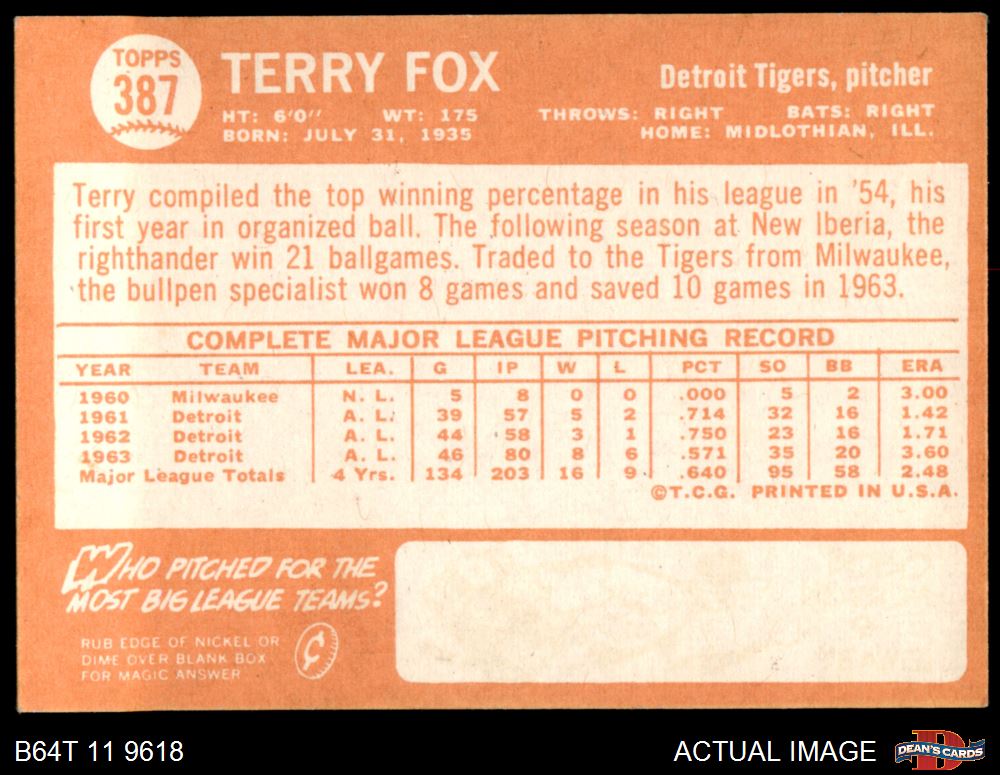 TOPPS
387
TERRY FOX
Detroit Tigers, pitcher
HT: 6'0" WT: 175 THROWS: RIGHT BATS: RIGHT
BORN: JULY 31, 1935 HOME: MIDLOTHIAN, ILL.
Terry compiled the top winning percentage in his league in '54, his
first year in organized ball. The following season at New Iberia, the
righthander win 21 ballgames. Traded to the Tigers from Milwaukee,
the bullpen specialist won 8 games and saved 10 games in 1963.
COMPLETE MAJOR LEAGUE PITCHING RECORD
YEAR TEAM LEA. G IP W L PCT SO BB ERA
1960 Milwaukee N. L. 5 8 0 0 .000 5 2 3.00
1961 Detroit A. L. 39 57 5 2 .714 32 16 1.42
1962 Detroit A. L. 44 58 3 1 .750 23 16 1.71
1963 Detroit A. L. 46 80 8 6 .571 35 20 3.60
Major League Totals 4 Yrs. 134 203 16 9 .640 95 58 2.48
©T.C.G. PRINTED IN U.S.A.
WHO PITCHED FOR THE
MOST BIG LEAGUE TEAMS?
RUB EDGE OF NICKEL OR
DIME OVER BLANK BOX
FOR MAGIC ANSWER
¢
B64T 11 9618
ACTUAL IMAGE
DEAN'S CARDS